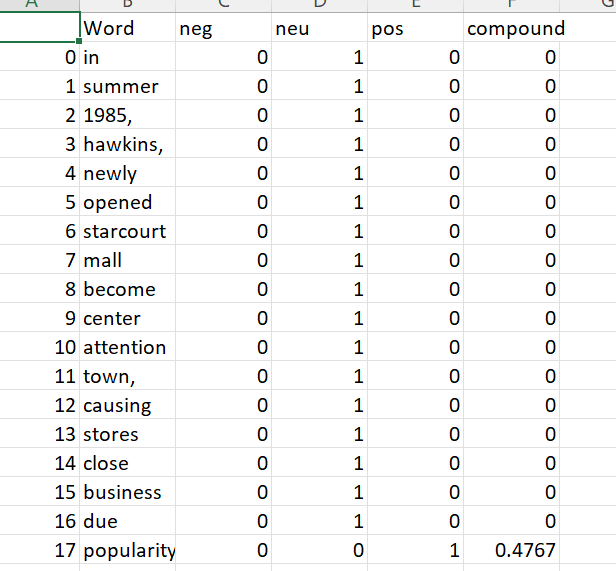 A B C D E F G
Word neg neu pos compound
0 in 0 1 0 0
1 summer 0 1 0 0
2 1985, 0 1 0 0
3 hawkins, 0 1 0 0
4 newly 0 1 0 0
5 opened 0 1 0 0
6 starcourt 0 1 0 0
7 mall 0 1 0 0
8 become 0 1 0 0
9 center 0 1 0 0
10 attention 0 1 0 0
11 town, 0 1 0 0
12 causing 0 1 0 0
13 stores 0 1 0 0
14 close 0 1 0 0
15 business 0 1 0 0
16 due 0 1 0 0
17 popularity 0 0 1 0.4767